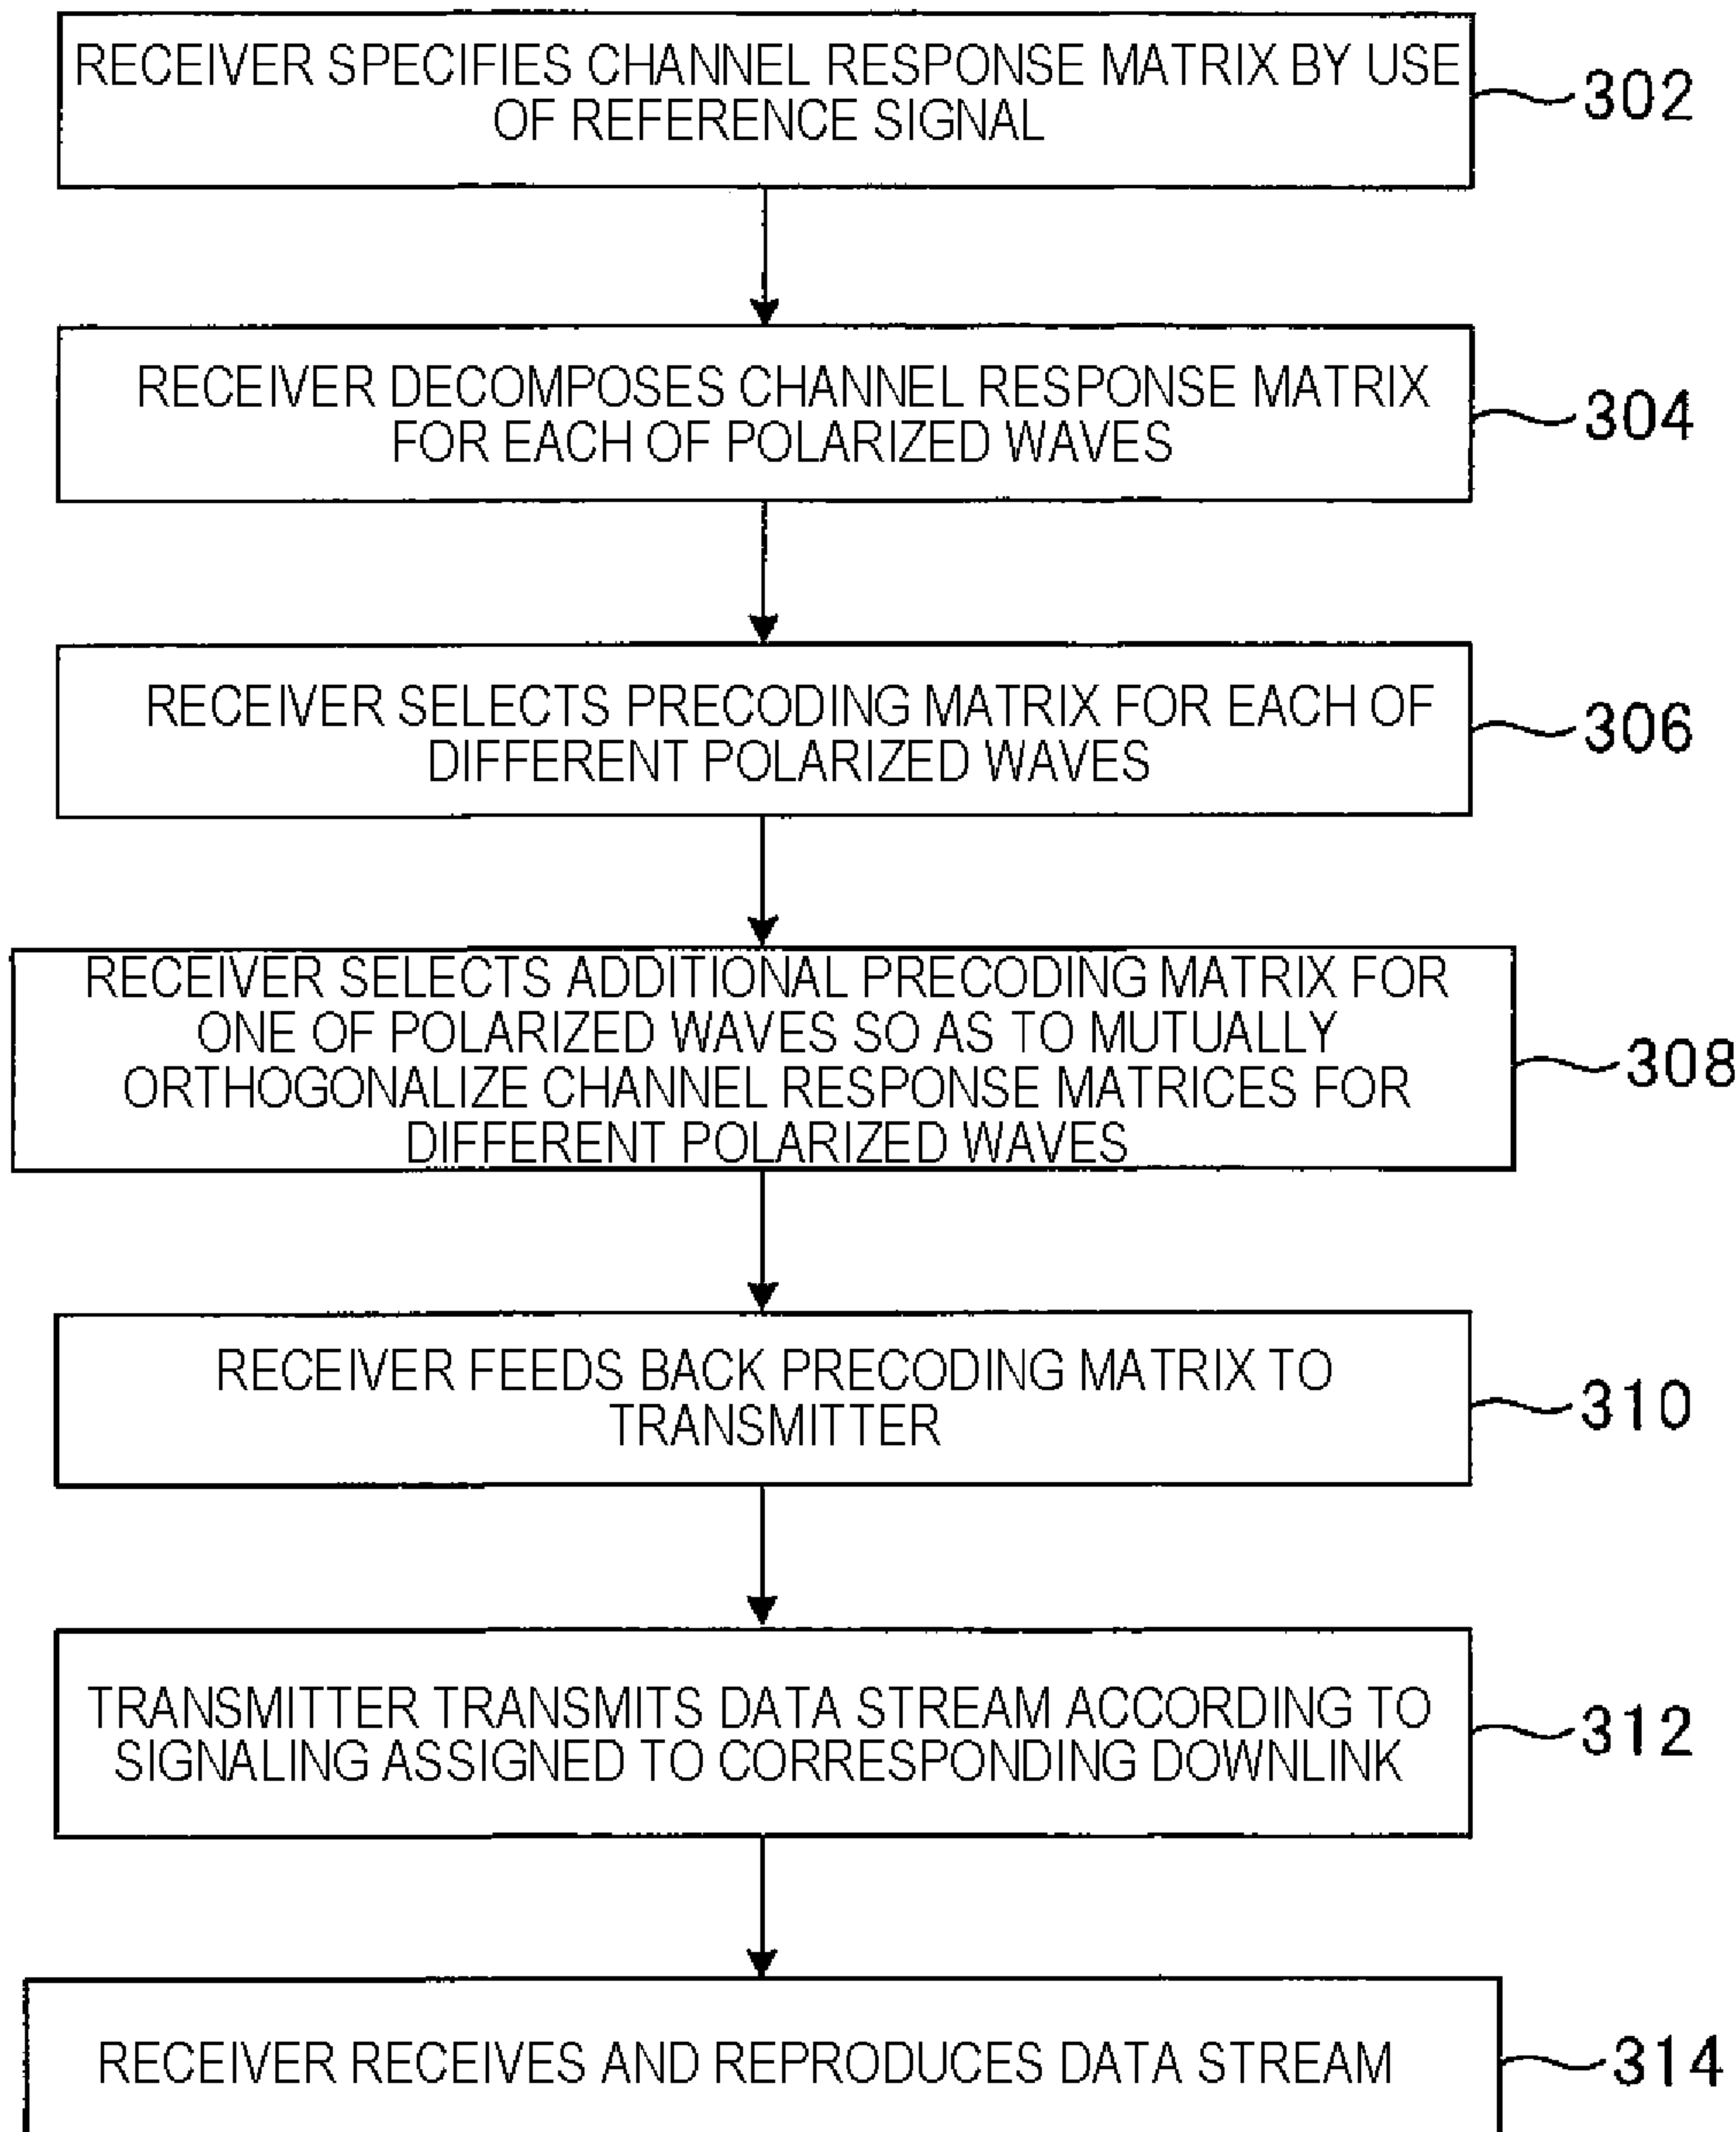 RECEIVER SPECIFIES CHANNEL RESPONSE MATRIX BY USE
OF REFERENCE SIGNAL
302
RECEIVER DECOMPOSES CHANNEL RESPONSE MATRIX
FOR EACH OF POLARIZED WAVES
304
RECEIVER SELECTS PRECODING MATRIX FOR EACH OF
DIFFERENT POLARIZED WAVES
306
RECEIVER SELECTS ADDITIONAL PRECODING MATRIX FOR
ONE OF POLARIZED WAVES SO AS TO MUTUALLY
ORTHOGONALIZE CHANNEL RESPONSE MATRICES FOR
DIFFERENT POLARIZED WAVES
308
RECEIVER FEEDS BACK PRECODING MATRIX TO
TRANSMITTER
310
TRANSMITTER TRANSMITS DATA STREAM ACCORDING TO
SIGNALING ASSIGNED TO CORRESPONDING DOWNLINK
312
RECEIVER RECEIVES AND REPRODUCES DATA STREAM
314